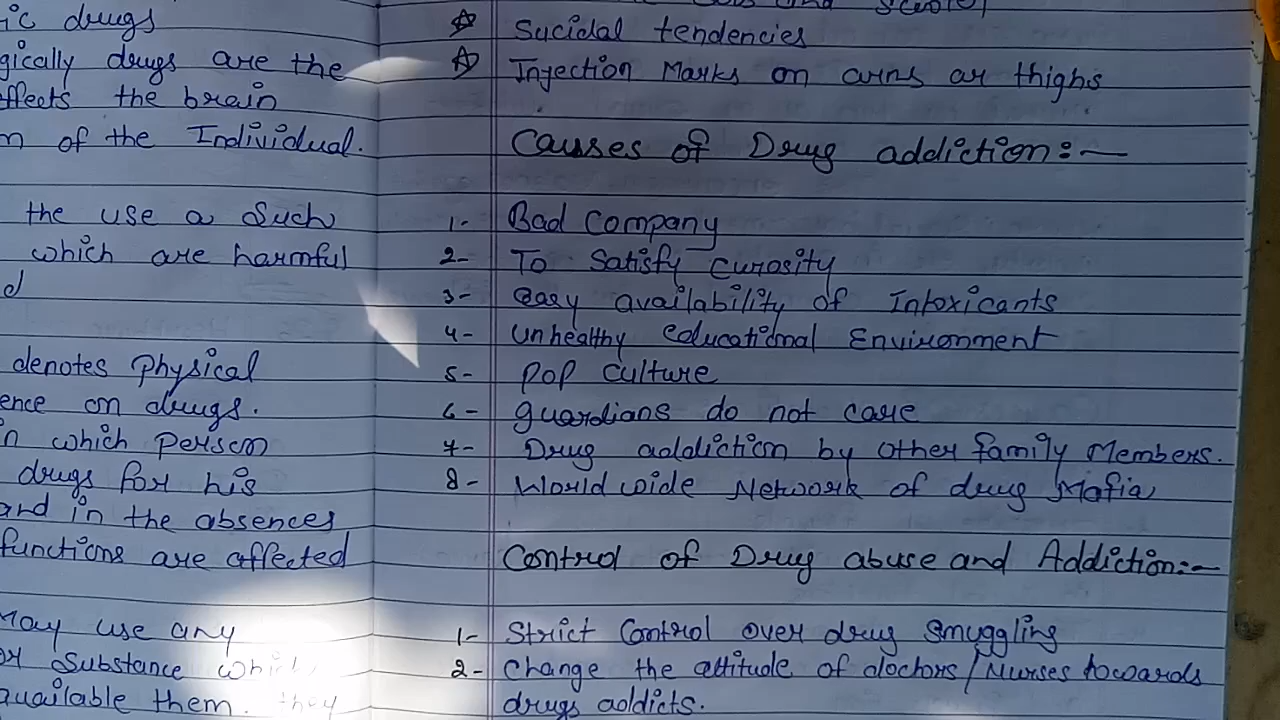 ic drugs
gically drugs are the
ffects the brain
n of the Individual.
the use a Such
which are harmful
d
denotes Physical
ence on drugs.
n which Person
drugs for his
and in the absences
functions are affected
May use any
or Substance which
available them. they
☆ Sucidal tendencies
☆ Injection Marks on arms ar thighs
Causes of Drug addiction:-
1- Bad Company
2- To Satisfy curosity
3- easy availability of Intoxicants
4- Unhealthy educational Environment
5- Pop Culture
6- guardians do not care
7- Drug addiction by other family Members.
8- World wide Network of drug Mafia
Control of Drug abuse and Addiction:-
1- Strict Control over drug Smuggling
2- Change the attitude of doctors/Nurses towards
drugs addicts.